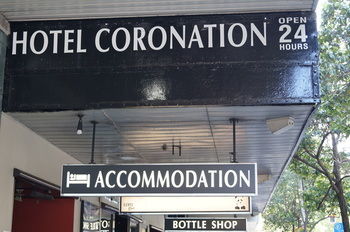 HOTEL CORONATION
OPEN
24
HOURS
ACCOMMODATION
BOTTLE SHOP